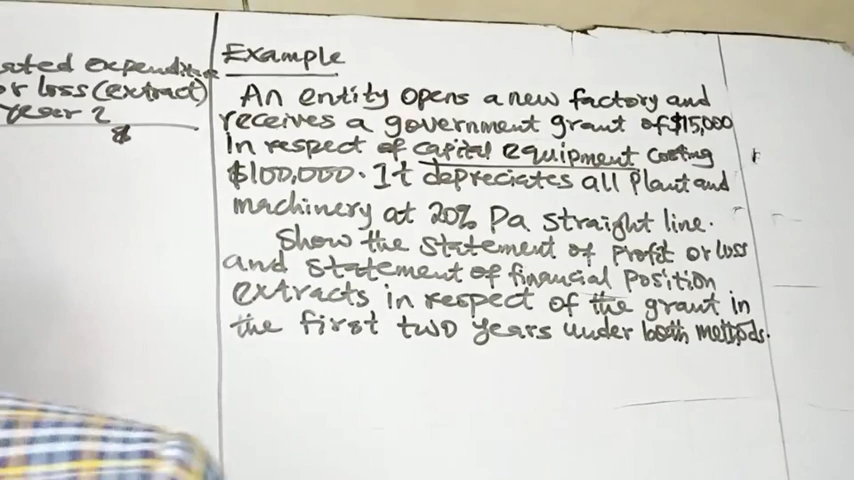 ated expenditure
or loss (extract)
year 2
$
Example
An entity opens a new factory and
receives a government grant of $15,000
in respect of capital equipment costing
$100,000. It depreciates all plant and
machinery at 20% pa straight line.
Show the statement of profit or loss
and statement of financial position
extracts in respect of the grant in
the first two years under both methods.